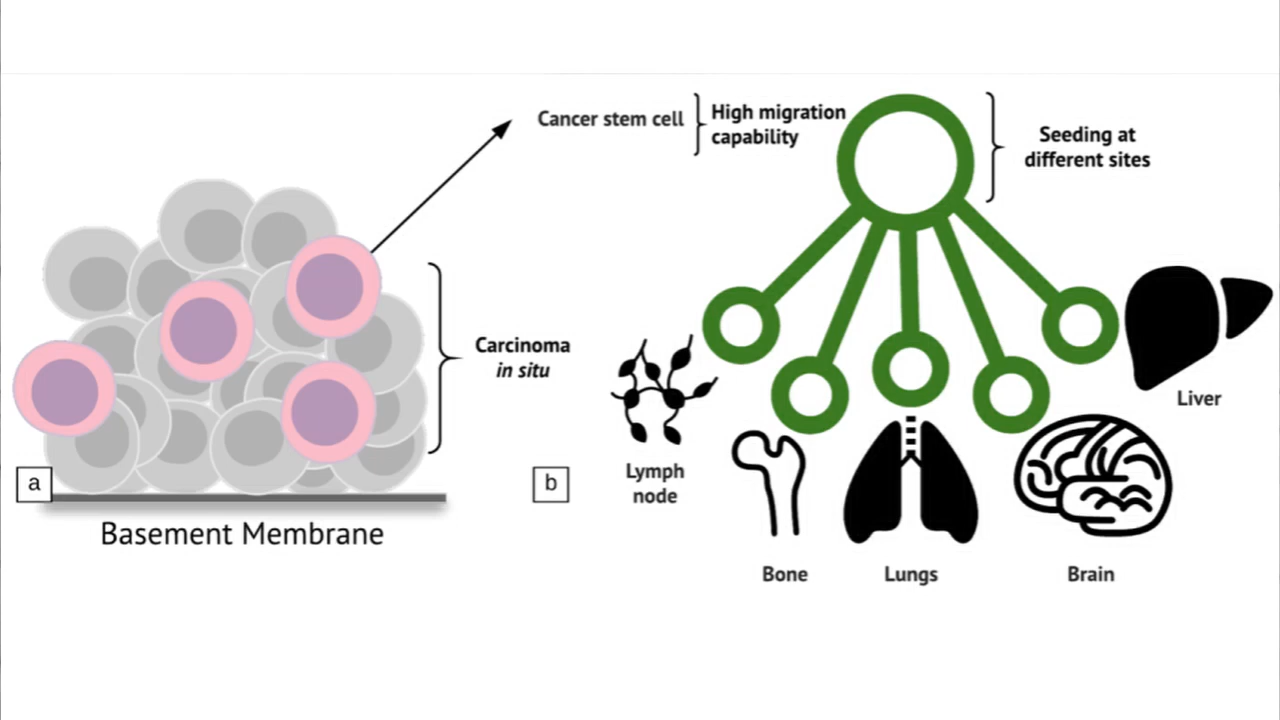 Cancer stem cell
High migration
capability
Seeding at
different sites
Carcinoma
in situ
a
Basement Membrane
b
Lymph
node
Bone
Lungs
Brain
Liver